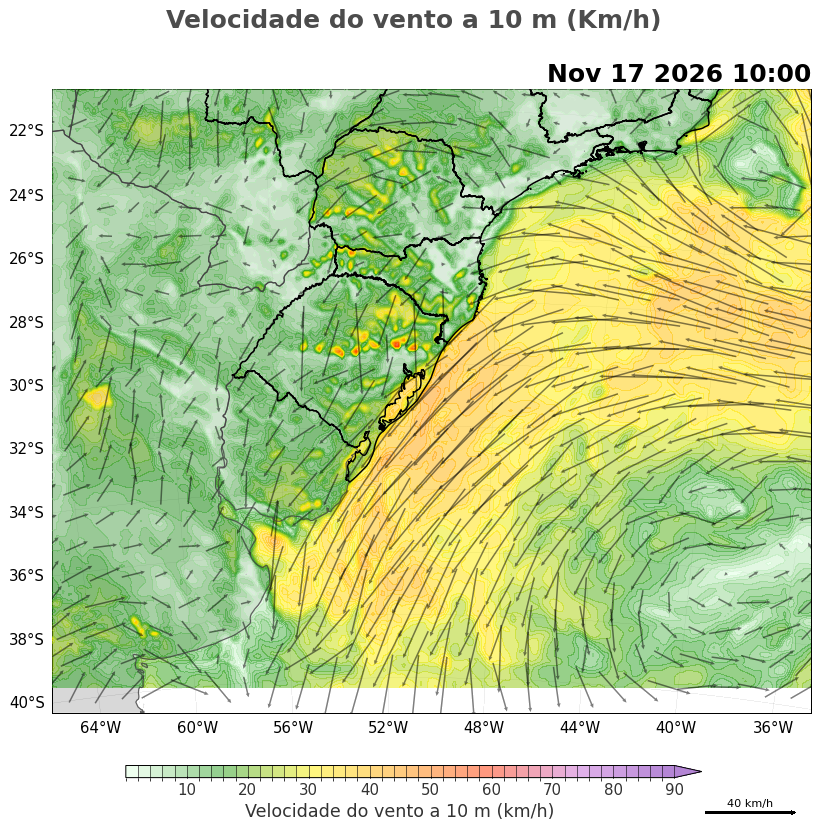 Velocidade do vento a 10 m (Km/h)
Nov 17 2026 10:00
22°S
24°S
26°S
28°S
30°S
32°S
34°S
36°S
38°S
40°S
64°W 60°W 56°W 52°W 48°W 44°W 40°W 36°W
10 20 30 40 50 60 70 80 90
Velocidade do vento a 10 m (km/h)
40 km/h